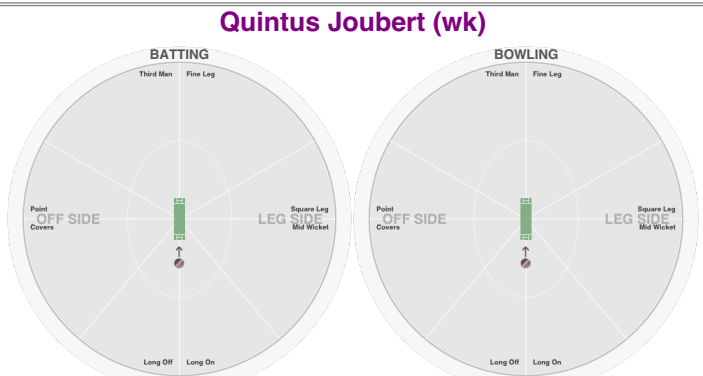 Quintus Joubert (wk)
BATTING BOWLING
Third Man Fine Leg Third Man Fine Leg
Point Square Leg Point Square Leg
OFF SIDE LEG SIDE OFF SIDE LEG SIDE
Covers Mid Wicket Covers Mid Wicket
Long Off Long On Long Off Long On